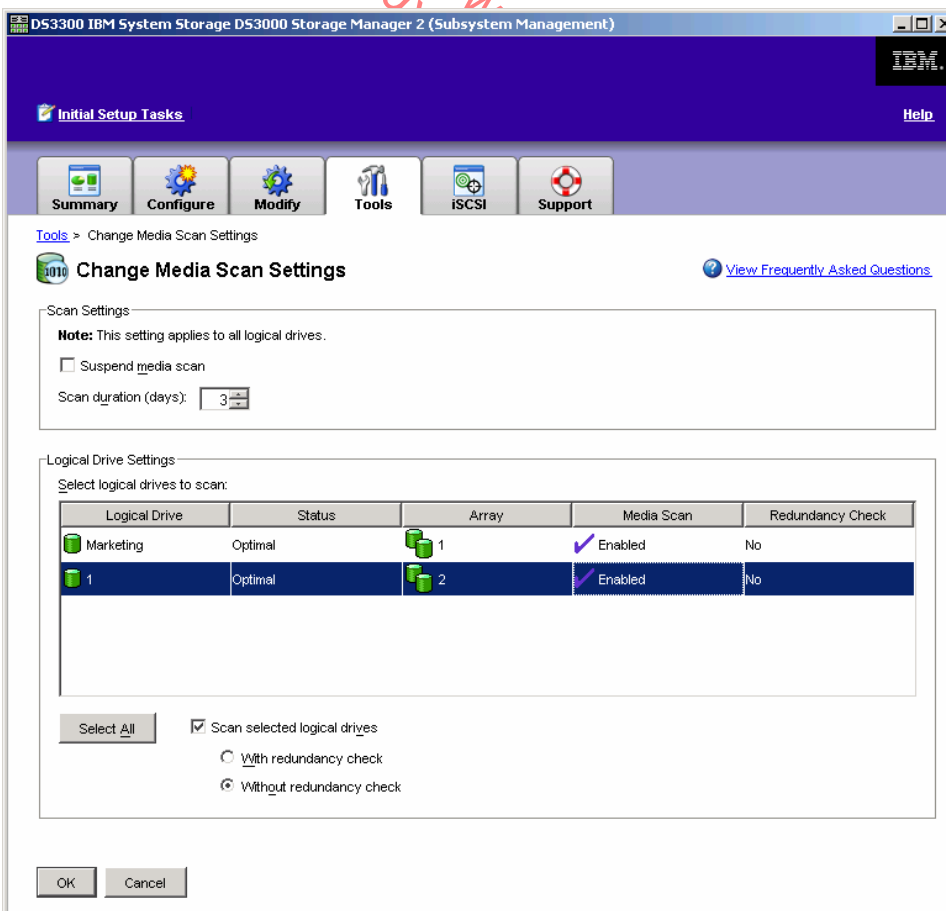 DS3300 IBM System Storage DS3000 Storage Manager 2 (Subsystem Management)
IBM.
Initial Setup Tasks
Help
Summary
Configure
Modify
Tools
iSCSI
Support
Tools > Change Media Scan Settings
1010
Change Media Scan Settings
? View Frequently Asked Questions
Scan Settings
Note: This setting applies to all logical drives.
Suspend media scan
Scan duration (days): 3
Logical Drive Settings
Select logical drives to scan:
Logical Drive Status Array Media Scan Redundancy Check
Marketing Optimal 1 Enabled No
1 Optimal 2 Enabled No
Select All
Scan selected logical drives
With redundancy check
Without redundancy check
OK
Cancel